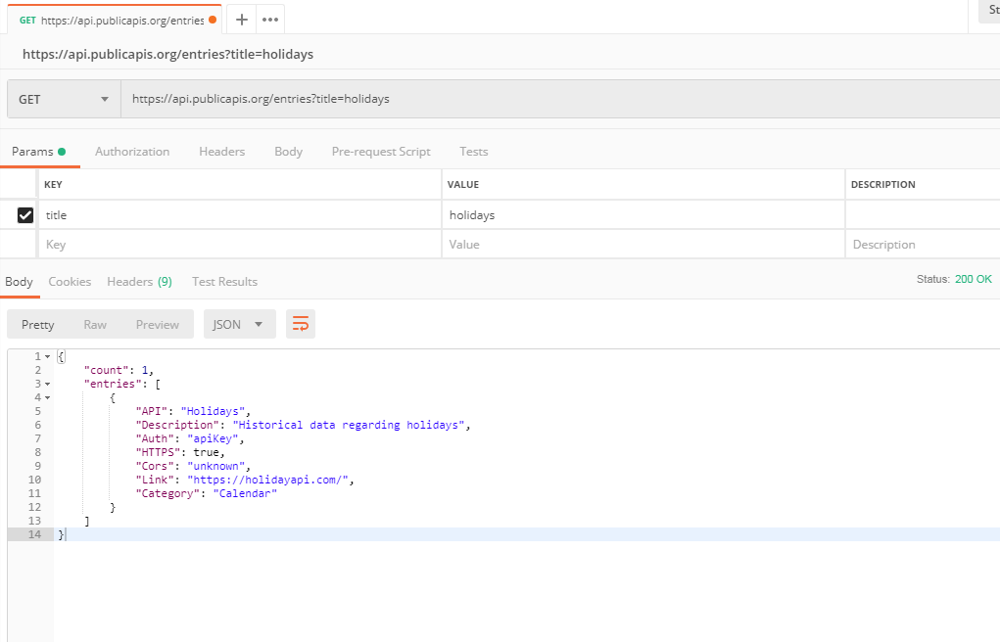 GET https://api.publicapis.org/entries
St
https://api.publicapis.org/entries?title=holidays
GET https://api.publicapis.org/entries?title=holidays
Params Authorization Headers Body Pre-request Script Tests
KEY VALUE DESCRIPTION
title holidays
Key Value Description
Body Cookies Headers (9) Test Results Status: 200 OK
Pretty Raw Preview JSON
1 {
2 "count": 1,
3 "entries": [
4 {
5 "API": "Holidays",
6 "Description": "Historical data regarding holidays",
7 "Auth": "apiKey",
8 "HTTPS": true,
9 "Cors": "unknown",
10 "Link": "https://holidayapi.com/",
11 "Category": "Calendar"
12 }
13 ]
14 }